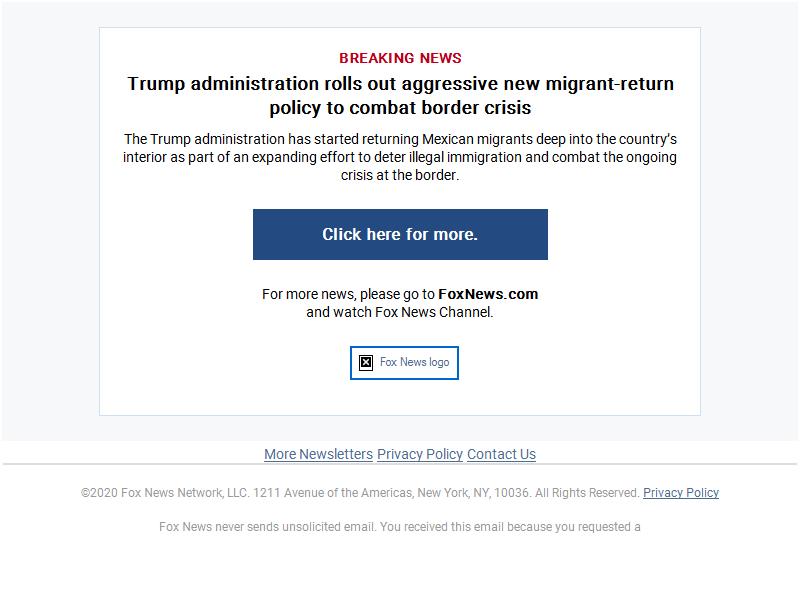 BREAKING NEWS
Trump administration rolls out aggressive new migrant-return
policy to combat border crisis
The Trump administration has started returning Mexican migrants deep into the country's
interior as part of an expanding effort to deter illegal immigration and combat the ongoing
crisis at the border.
Click here for more.
For more news, please go to FoxNews.com
and watch Fox News Channel.
Fox News logo
More Newsletters Privacy Policy Contact Us
©2020 Fox News Network, LLC. 1211 Avenue of the Americas, New York, NY, 10036. All Rights Reserved. Privacy Policy
Fox News never sends unsolicited email. You received this email because you requested a